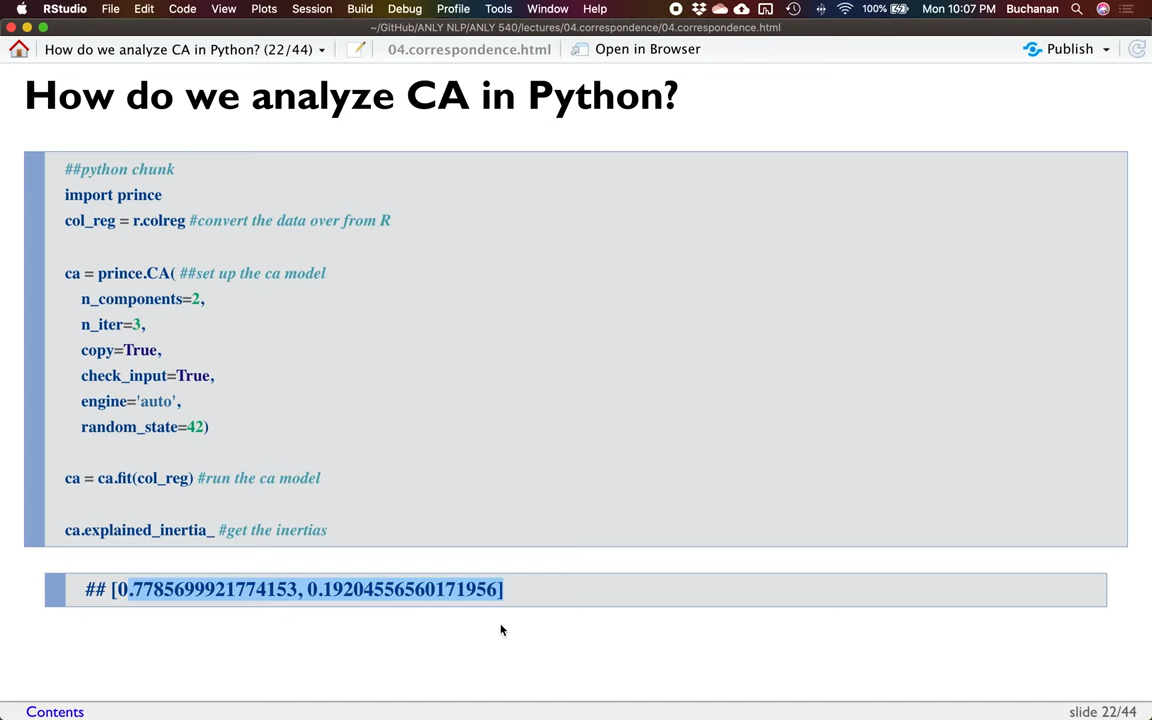 RStudio File Edit Code View Plots Session Build Debug Profile Tools Window Help 100% Mon 10:07 PM Buchanan
~/GitHub/ANLY NLP/ANLY 540/lectures/04.correspondence/04.correspondence.html
How do we analyze CA in Python? (22/44) 04.correspondence.html Open in Browser Publish
How do we analyze CA in Python?
##python chunk
import prince
col_reg = r.colreg #convert the data over from R
ca = prince.CA( ##set up the ca model
n_components=2,
n_iter=3,
copy=True,
check_input=True,
engine='auto',
random_state=42)
ca = ca.fit(col_reg) #run the ca model
ca.explained_inertia_ #get the inertias
## [0.7785699921774153, 0.19204556560171956]
Contents slide 22/44